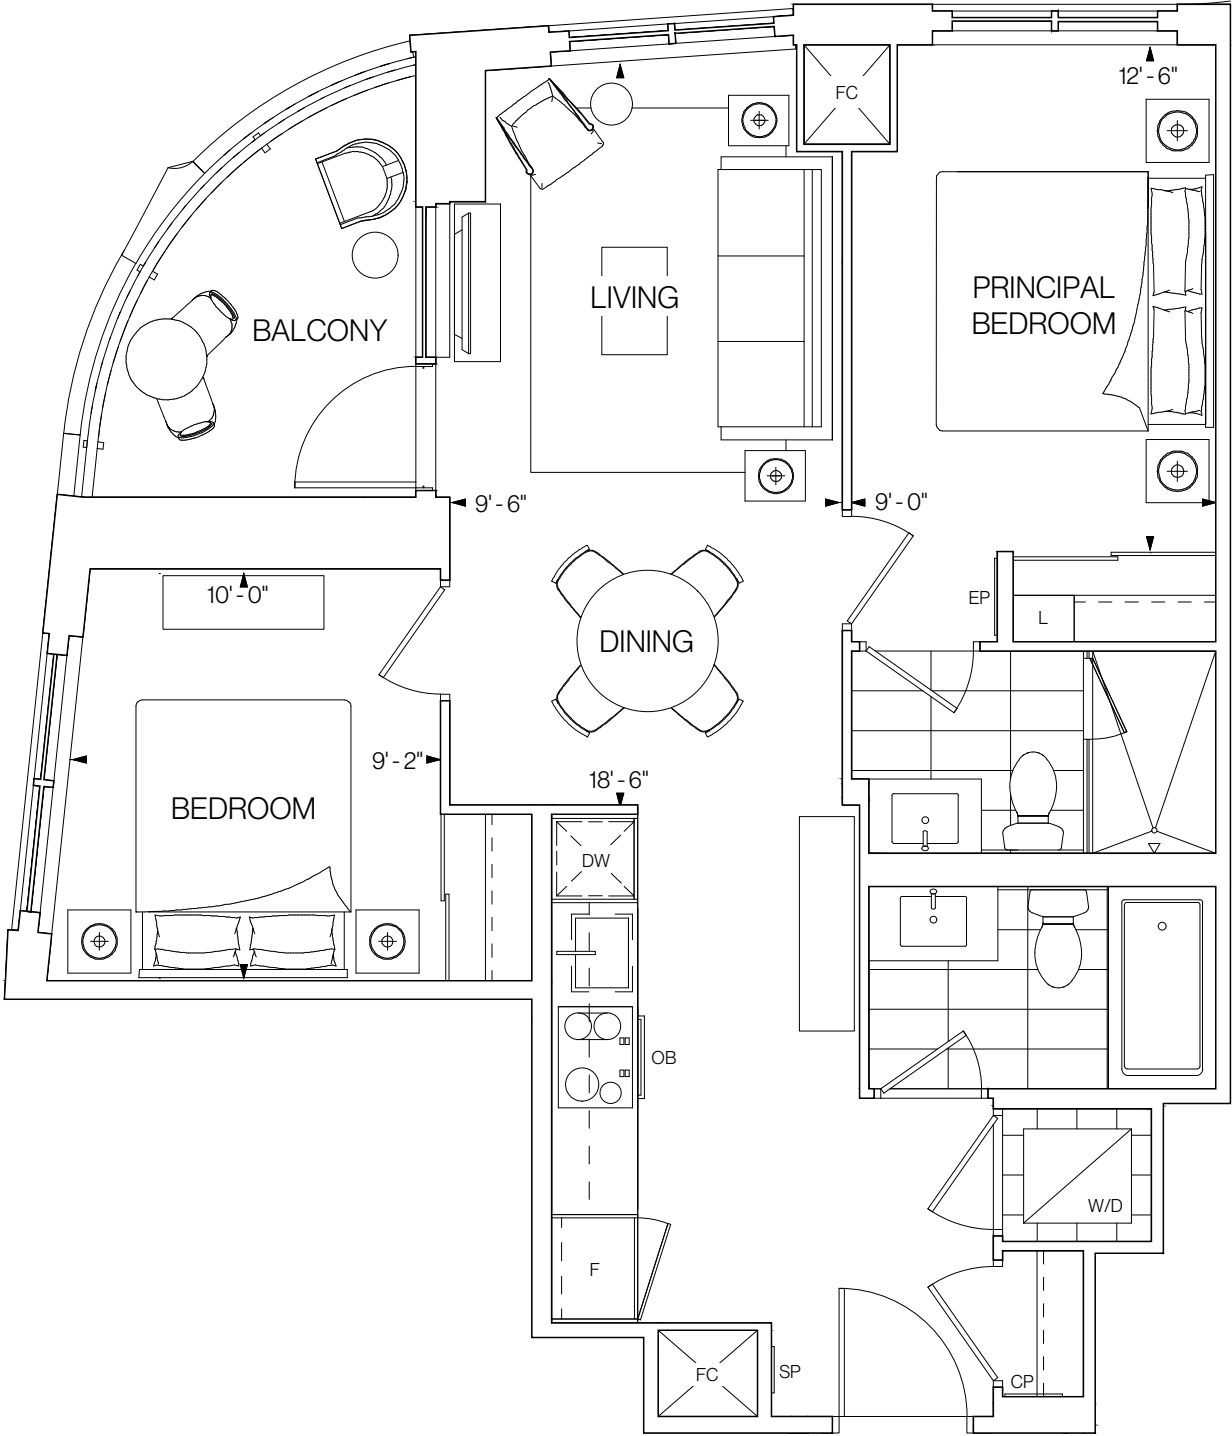 12'-6"
FC
LIVING
PRINCIPAL
BEDROOM
BALCONY
9'-6"
9'-0"
10'-0"
EP
L
DINING
9'-2"
18'-6"
BEDROOM
DW
OB
W/D
F
FC
SP
CP